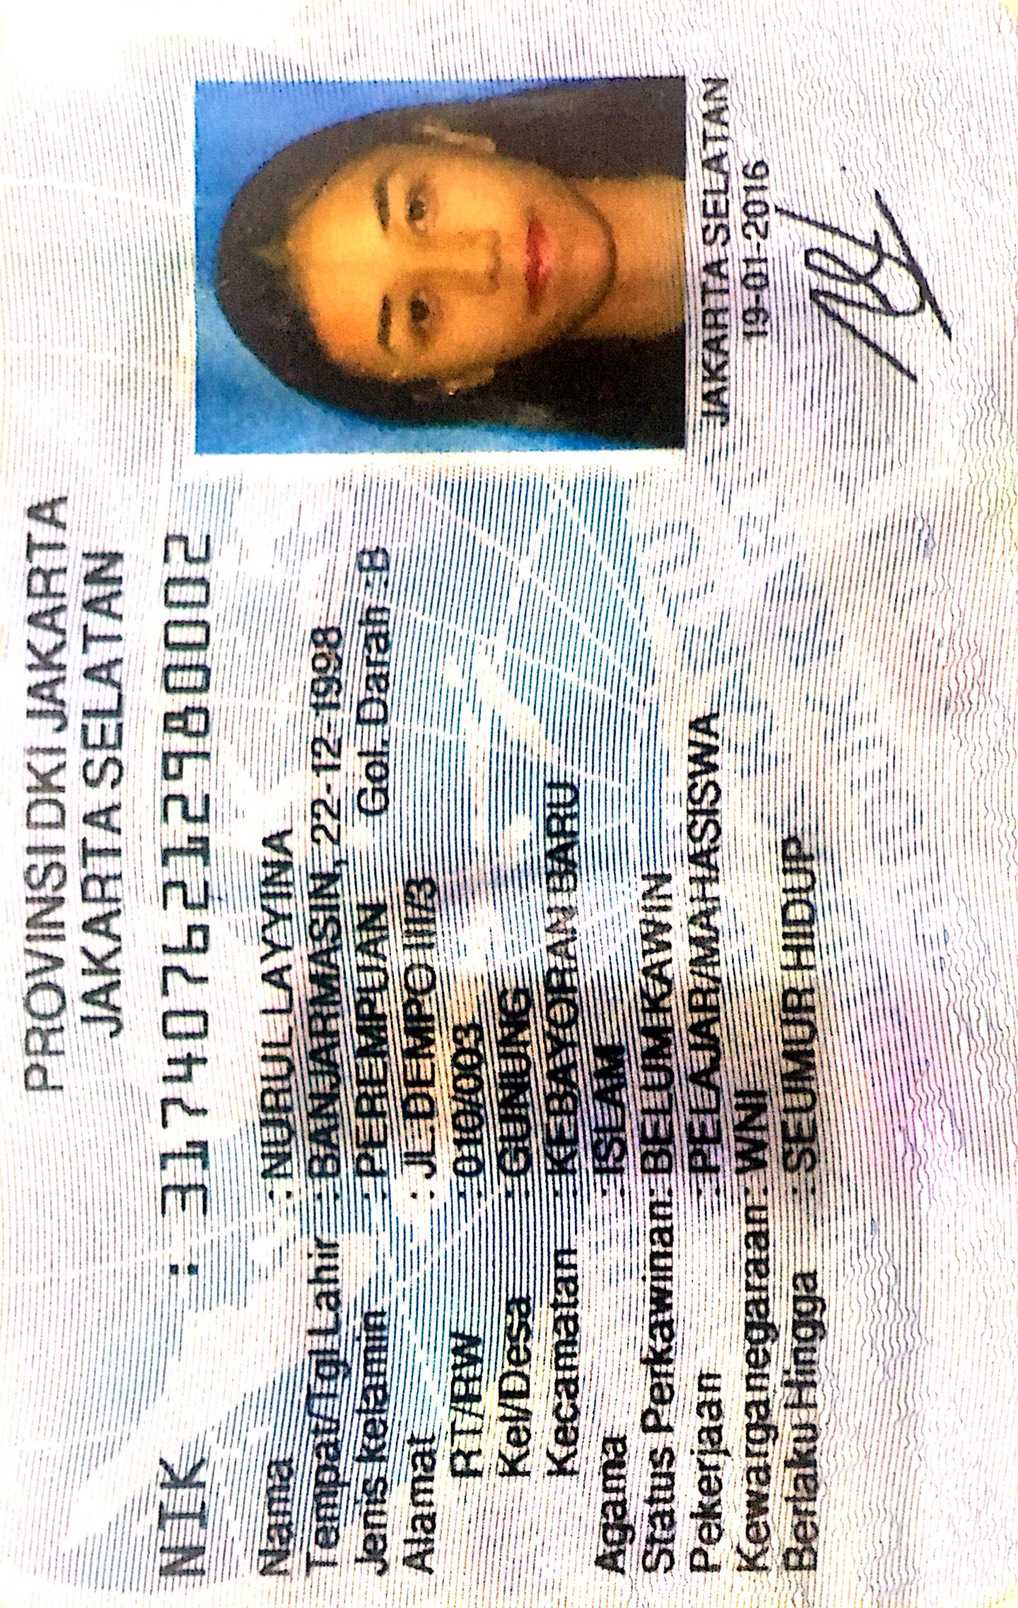 PROVINSI DKI JAKARTA
JAKARTA SELATAN
NIK : 3174076212980002
Nama : NURUL LAYYINA
Tempat/Tgl Lahir : BANJARMASIN, 22-12-1998
Jenis Kelamin : PEREMPUAN Gol. Darah :B
Alamat : JL. DEMPO III/3
RT/RW : 010/003
Kel/Desa : GUNUNG
Kecamatan : KEBAYORAN BARU
Agama : ISLAM
Status Perkawinan: BELUM KAWIN
Pekerjaan : PELAJAR/MAHASISWA
Kewarganegaraan: WNI
Berlaku Hingga : SEUMUR HIDUP
JAKARTA SELATAN
19-01-2016